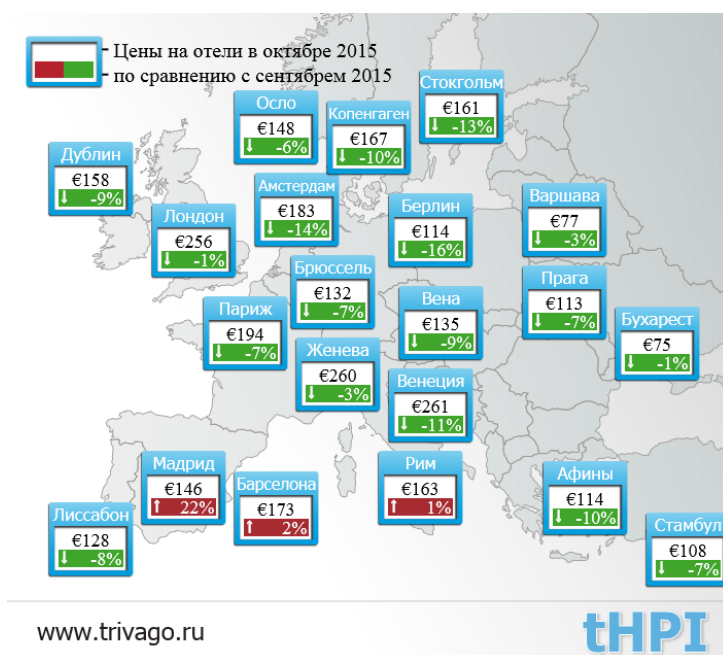 Цены на отели в октябре 2015
по сравнению с сентябрем 2015
Стокгольм
€161
-13%
Осло
€148
-6%
Копенгаген
€167
-10%
Дублин
€158
-9%
Амстердам
€183
-14%
Лондон
€256
-1%
Берлин
€114
-16%
Варшава
€77
-3%
Брюссель
€132
-7%
Прага
€113
-7%
Париж
€194
-7%
Вена
€135
-9%
Бухарест
€75
-1%
Женева
€260
-3%
Венеция
€261
-11%
Мадрид
€146
22%
Барселона
€173
2%
Рим
€163
1%
Афины
€114
-10%
Лиссабон
€128
-8%
Стамбул
€108
-7%
www.trivago.ru
tHPI